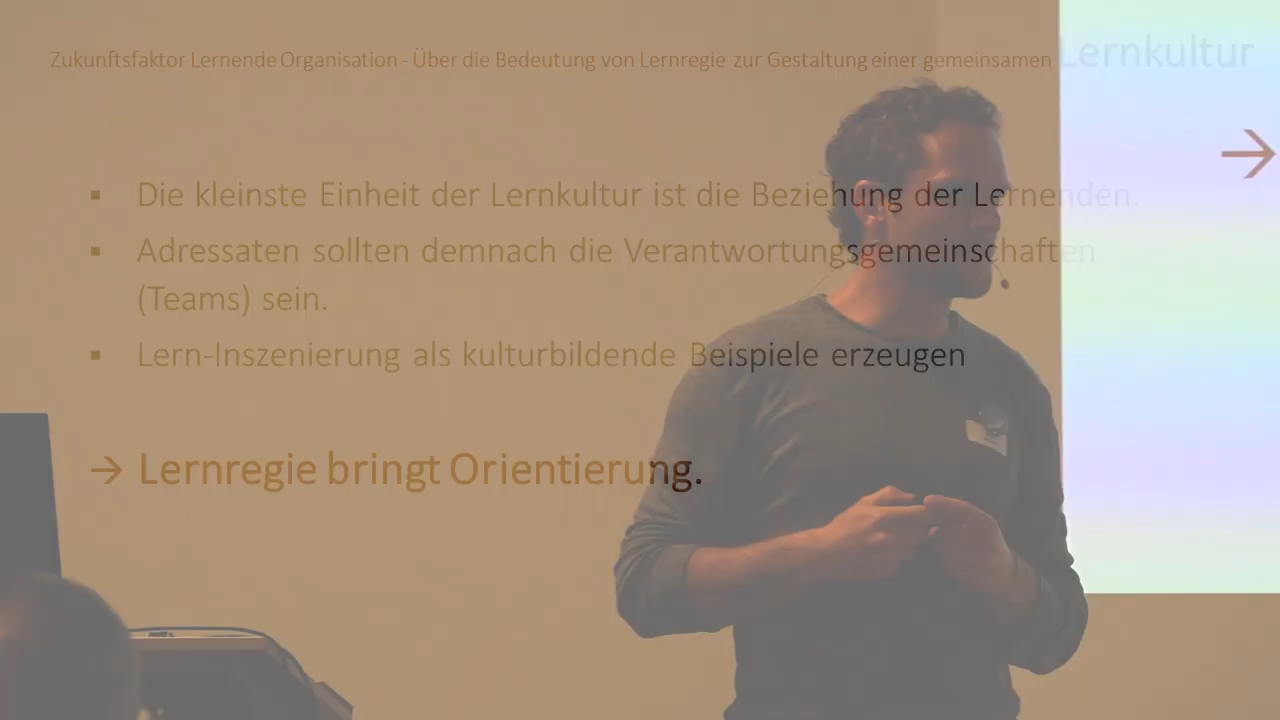 Zukunftsfaktor Lernende Organisation - Über die Bedeutung von Lernregie zur Gestaltung einer gemeinsamen Lernkultur
→
▪ Die kleinste Einheit der Lernkultur ist die Beziehung der Lernenden.
▪ Adressaten sollten demnach die Verantwortungsgemeinschaften
(Teams) sein.
▪ Lern-Inszenierung als kulturbildende Beispiele erzeugen
→ Lernregie bringt Orientierung.